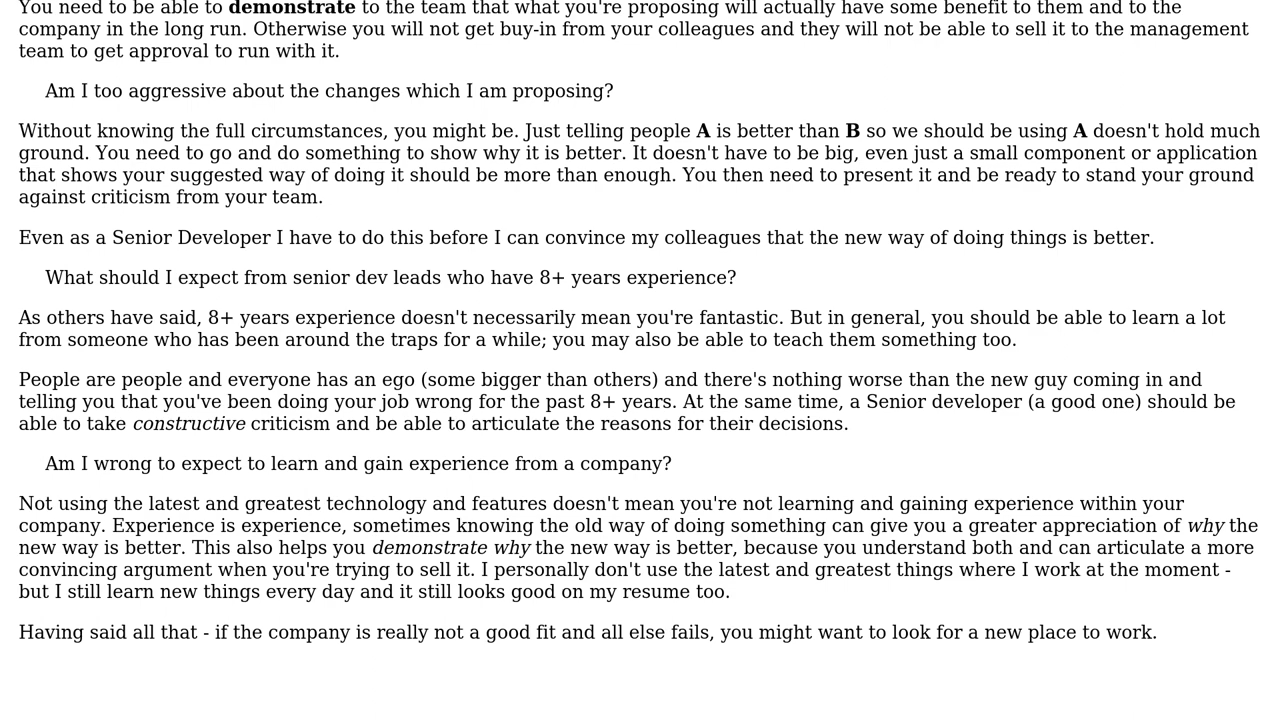 You need to be able to demonstrate to the team that what you're proposing will actually have some benefit to them and to the
company in the long run. Otherwise you will not get buy-in from your colleagues and they will not be able to sell it to the management
team to get approval to run with it.
Am I too aggressive about the changes which I am proposing?
Without knowing the full circumstances, you might be. Just telling people A is better than B so we should be using A doesn't hold much
ground. You need to go and do something to show why it is better. It doesn't have to be big, even just a small component or application
that shows your suggested way of doing it should be more than enough. You then need to present it and be ready to stand your ground
against criticism from your team.
Even as a Senior Developer I have to do this before I can convince my colleagues that the new way of doing things is better.
What should I expect from senior dev leads who have 8+ years experience?
As others have said, 8+ years experience doesn't necessarily mean you're fantastic. But in general, you should be able to learn a lot
from someone who has been around the traps for a while; you may also be able to teach them something too.
People are people and everyone has an ego (some bigger than others) and there's nothing worse than the new guy coming in and
telling you that you've been doing your job wrong for the past 8+ years. At the same time, a Senior developer (a good one) should be
able to take constructive criticism and be able to articulate the reasons for their decisions.
Am I wrong to expect to learn and gain experience from a company?
Not using the latest and greatest technology and features doesn't mean you're not learning and gaining experience within your
company. Experience is experience, sometimes knowing the old way of doing something can give you a greater appreciation of why the
new way is better. This also helps you demonstrate why the new way is better, because you understand both and can articulate a more
convincing argument when you're trying to sell it. I personally don't use the latest and greatest things where I work at the moment -
but I still learn new things every day and it still looks good on my resume too.
Having said all that - if the company is really not a good fit and all else fails, you might want to look for a new place to work.